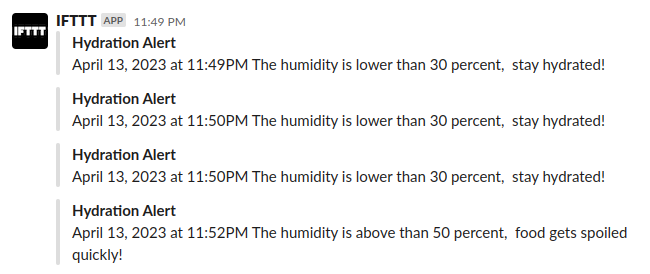 IFTTT
IFTTT APP 11:49 PM
Hydration Alert
April 13, 2023 at 11:49PM The humidity is lower than 30 percent,  stay hydrated!
Hydration Alert
April 13, 2023 at 11:50PM The humidity is lower than 30 percent,  stay hydrated!
Hydration Alert
April 13, 2023 at 11:50PM The humidity is lower than 30 percent,  stay hydrated!
Hydration Alert
April 13, 2023 at 11:52PM The humidity is above than 50 percent,  food gets spoiled
quickly!